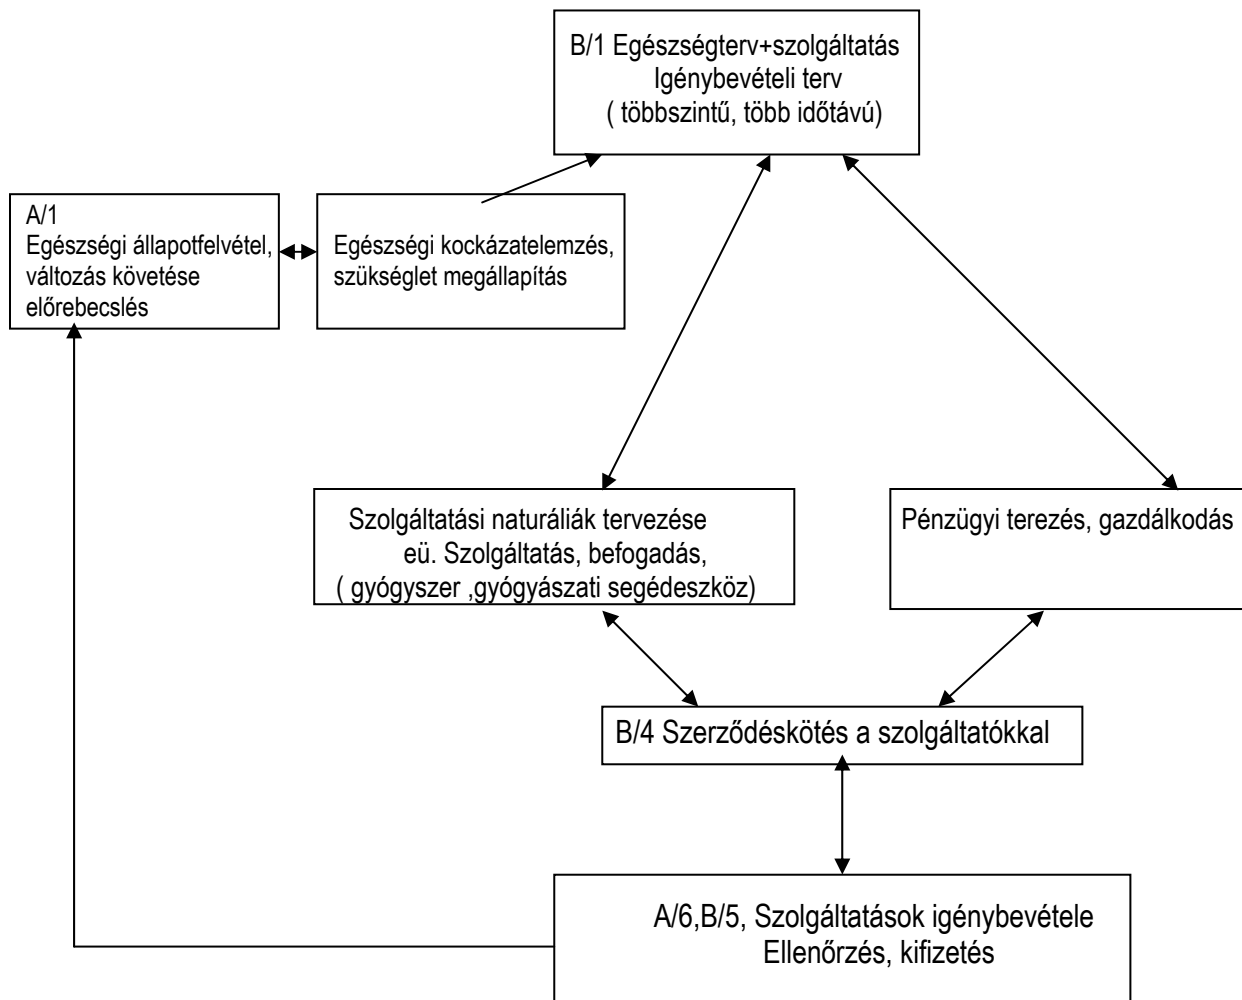 B/1 Egészségterv+szolgáltatás
Igénybevételi terv
( többszintű, több időtávú)
A/1
Egészségi állapotfelvétel,
változás követése
előrebecslés
Egészségi kockázatelemzés,
szükséglet megállapítás
Szolgáltatási naturáliák tervezése
eü. Szolgáltatás, befogadás,
( gyógyszer ,gyógyászati segédeszköz)
Pénzügyi terezés, gazdálkodás
B/4 Szerződéskötés a szolgáltatókkal
A/6,B/5, Szolgáltatások igénybevétele
Ellenőrzés, kifizetés